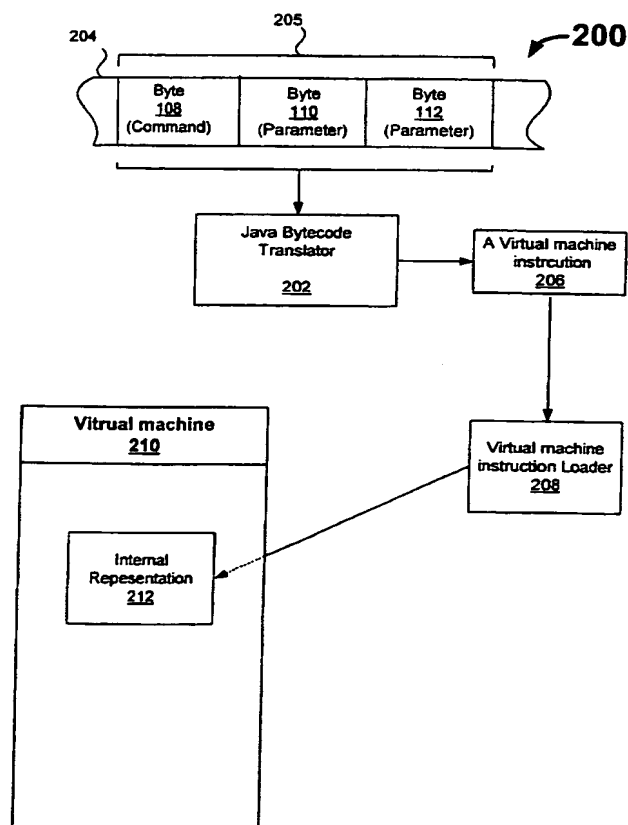 204
205
200
Byte
108
(Command)
Byte
110
(Parameter)
Byte
112
(Parameter)
Java Bytecode
Translator
202
A Virtual machine
instrcution
206
Vitrual machine
210
Virtual machine
instruction Loader
208
Internal
Repesentation
212